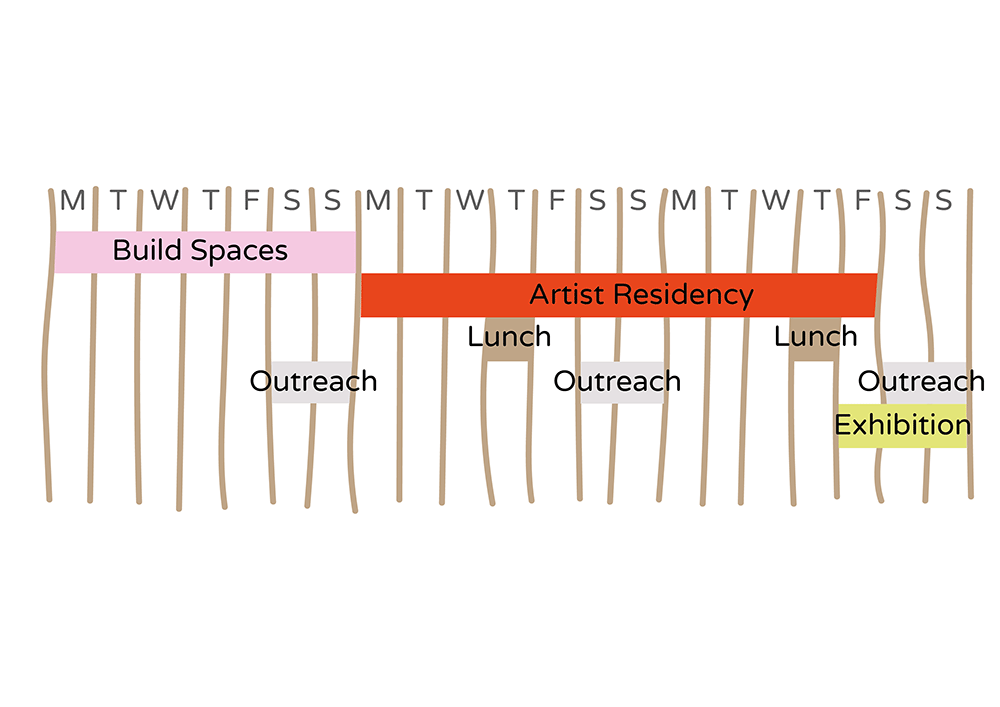 M T W T F S S M T W T F S S M T W T F S S
Build Spaces
Artist Residency
Lunch Lunch
Outreach Outreach Outreach
Exhibition